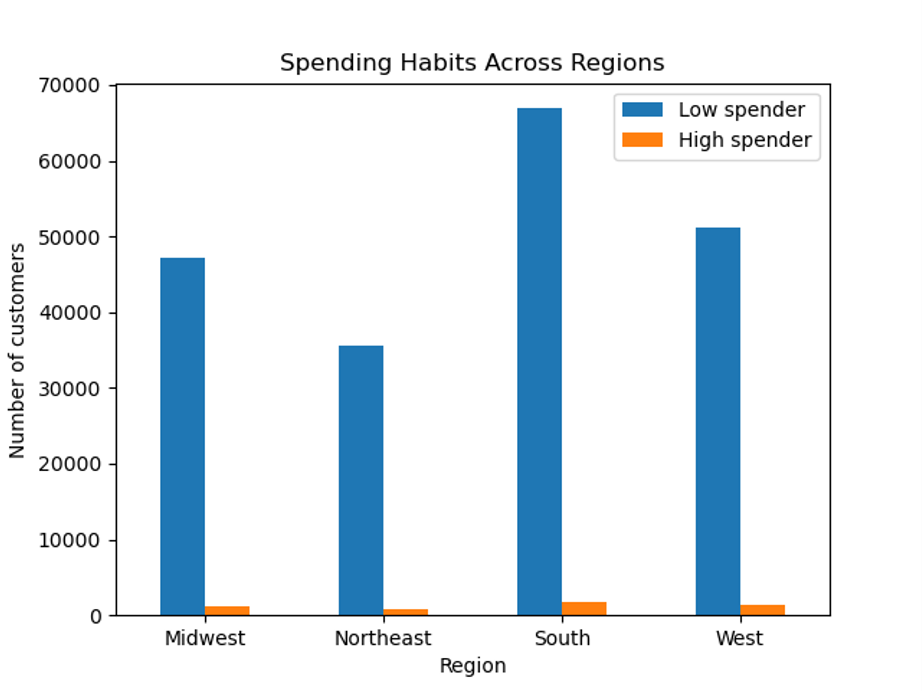 Spending Habits Across Regions
70000
60000
50000
40000
30000
20000
10000
0
Number of customers
Low spender
High spender
Midwest Northeast South West
Region